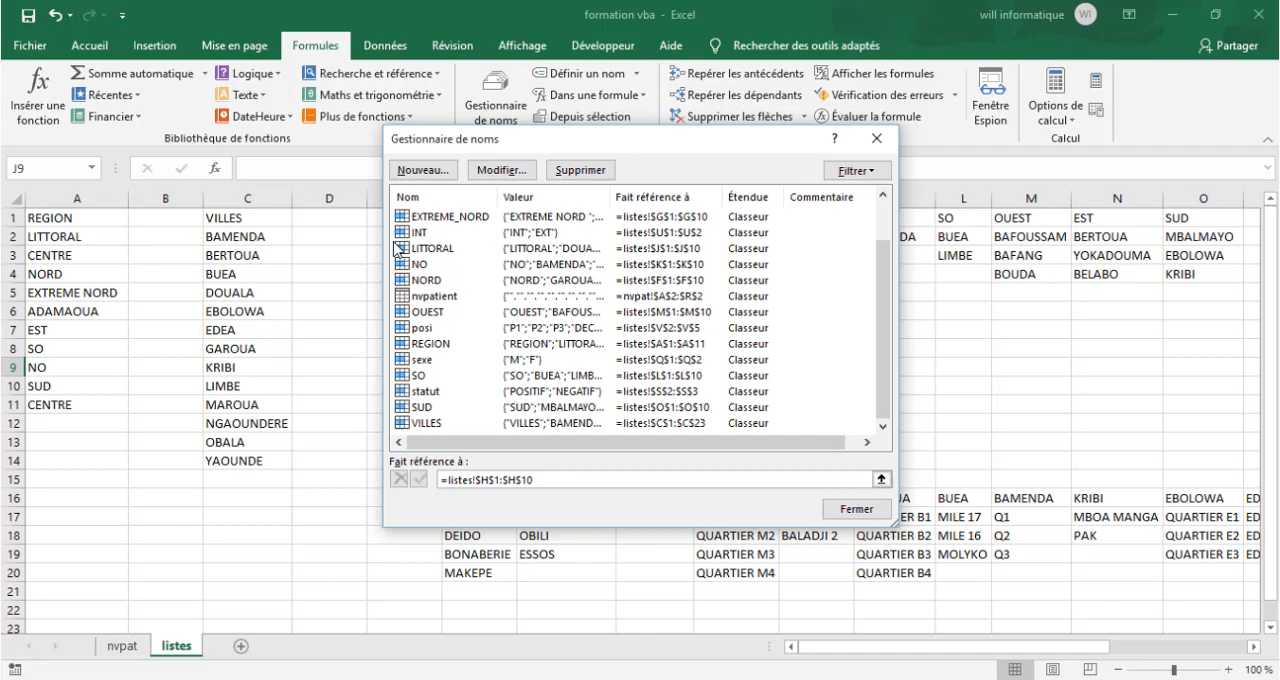 formation vba - Excel
will informatique WI
Fichier Accueil Insertion Mise en page Formules Données Révision Affichage Développeur Aide Rechercher des outils adaptés Partager
fx Insérer une fonction
Σ Somme automatique
Récentes
Financier
Logique
Texte
DateHeure
Recherche et référence
Maths et trigonométrie
Plus de fonctions
Bibliothèque de fonctions
Gestionnaire de noms
Définir un nom
Dans une formule
Depuis sélection
Repérer les antécédents
Repérer les dépendants
Supprimer les flèches
Afficher les formules
Vérification des erreurs
Évaluer la formule
Fenêtre Espion
Options de calcul
Calcul
J9 fx
Gestionnaire de noms ? ×
Nouveau... Modifier... Supprimer Filtrer
Nom Valeur Fait référence à Étendue Commentaire
EXTREME_NORD {"EXTREME NORD ";... =listes!$G$1:$G$10 Classeur
INT {"INT";"EXT"} =listes!$U$1:$U$2 Classeur
LITTORAL {"LITTORAL";"DOUA... =listes!$J$1:$J$10 Classeur
NO {"NO";"BAMENDA";"... =listes!$K$1:$K$10 Classeur
NORD {"NORD";"GAROUA... =listes!$F$1:$F$10 Classeur
nvpatient {"";"";"";"";"";"";"";"";"... =nvpat!$A$2:$R$2 Classeur
OUEST {"OUEST";"BAFOUS... =listes!$M$1:$M$10 Classeur
posi {"P1";"P2";"P3";"DEC... =listes!$V$2:$V$5 Classeur
REGION {"REGION";"LITTORA... =listes!$A$1:$A$11 Classeur
sexe {"M";"F"} =listes!$Q$1:$Q$2 Classeur
SO {"SO";"BUEA";"LIMB... =listes!$L$1:$L$10 Classeur
statut {"POSITIF";"NEGATIF"} =listes!$S$2:$S$3 Classeur
SUD {"SUD";"MBALMAYO... =listes!$O$1:$O$10 Classeur
VILLES {"VILLES";"BAMEND... =listes!$C$1:$C$23 Classeur
Fait référence à :
=listes!$H$1:$H$10
Fermer
A B C D L M N O
1 REGION VILLES SO OUEST EST SUD
2 LITTORAL BAMENDA DA BUEA BAFOUSSAM BERTOUA MBALMAYO
3 CENTRE BERTOUA LIMBE BAFANG YOKADOUMA EBOLOWA
4 NORD BUEA BOUDA BELABO KRIBI
5 EXTREME NORD DOUALA
6 ADAMAOUA EBOLOWA
7 EST EDEA
8 SO GAROUA
9 NO KRIBI
10 SUD LIMBE
11 CENTRE MAROUA
12 NGAOUNDERE
13 OBALA
14 YAOUNDE
15
16 UA BUEA BAMENDA KRIBI EBOLOWA ED
17 ER B1 MILE 17 Q1 MBOA MANGA QUARTIER E1 ED
18 DEIDO OBILI QUARTIER M2 BALADJI 2 QUARTIER B2 MILE 16 Q2 PAK QUARTIER E2 ED
19 BONABERIE ESSOS QUARTIER M3 QUARTIER B3 MOLYKO Q3 QUARTIER E3 ED
20 MAKEPE QUARTIER M4 QUARTIER B4
21
22
23
nvpat listes
100 %